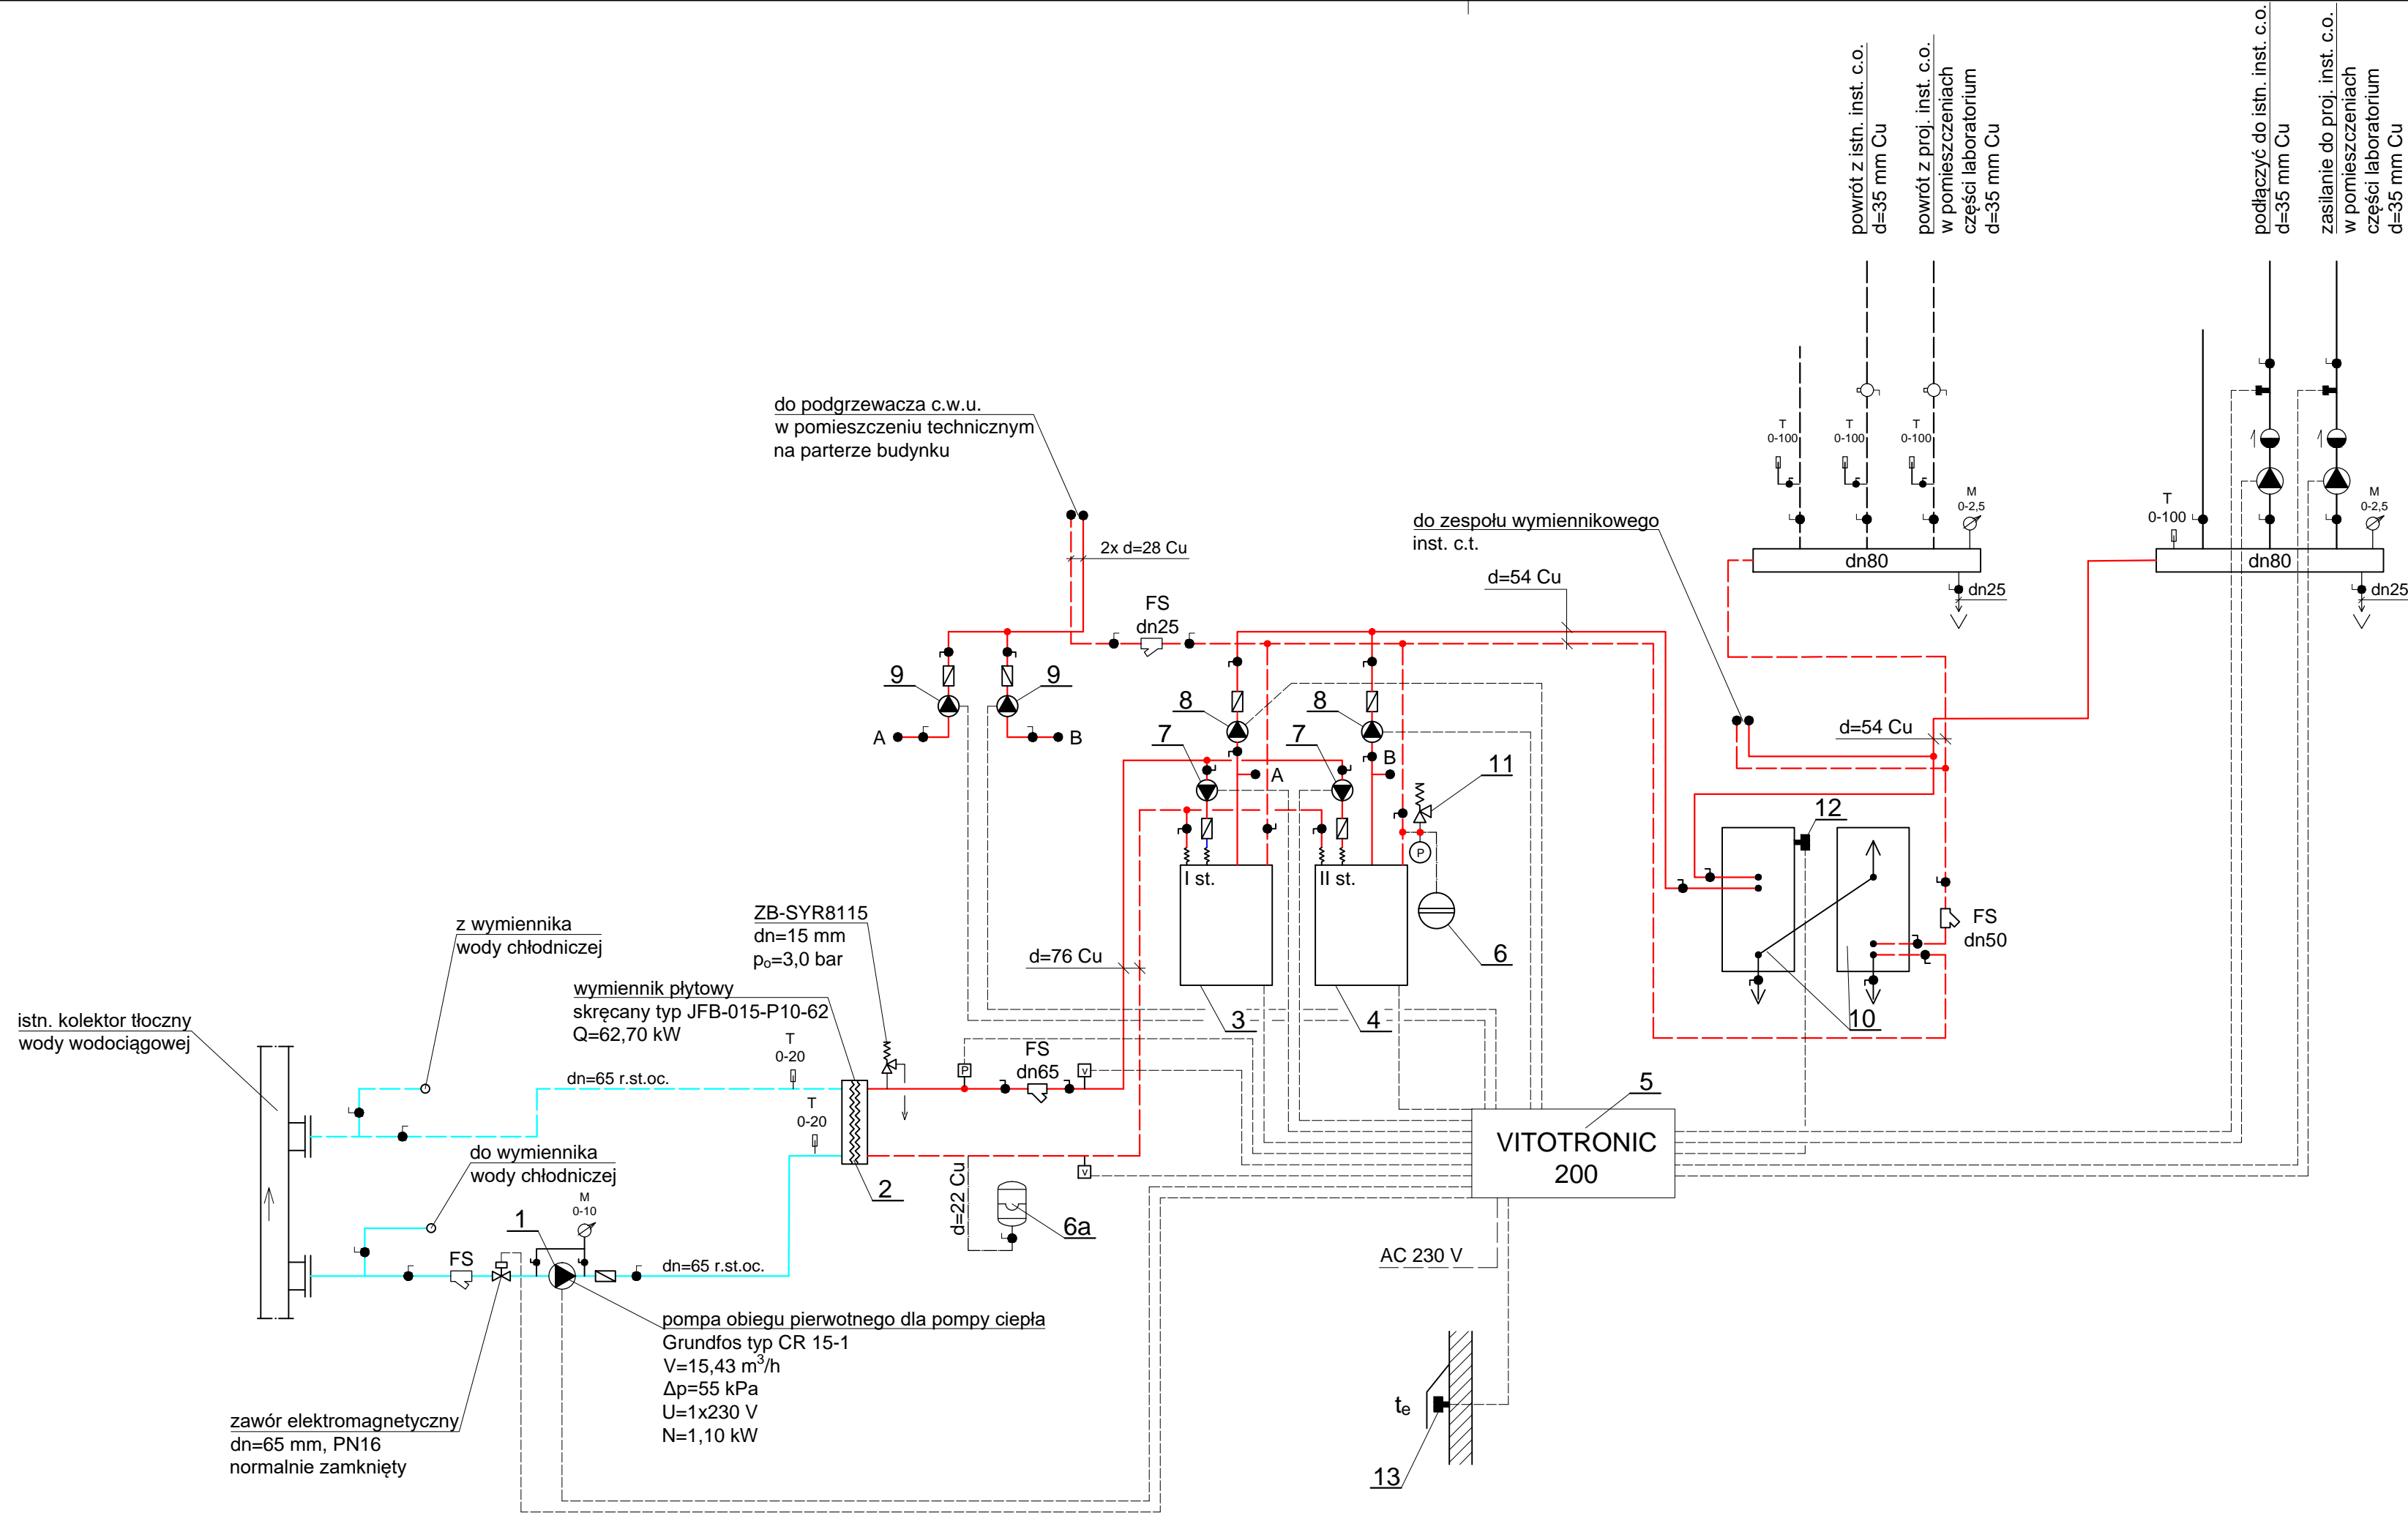 powrót z istn. inst. c.o.
d=35 mm Cu
powrót z proj. inst. c.o.
w pomieszczeniach
części laboratorium
d=35 mm Cu
podłączyć do istn. inst. c.o.
d=35 mm Cu
zasilanie do proj. inst. c.o.
w pomieszczeniach
części laboratorium
d=35 mm Cu
do podgrzewacza c.w.u.
w pomieszczeniu technicznym
na parterze budynku
2x d=28 Cu
T
0-100
T
0-100
T
0-100
M
0-2,5
dn80
dn25
T
0-100
M
0-2,5
dn80
dn25
do zespołu wymiennikowego
inst. c.t.
d=54 Cu
FS
dn25
9
9
A
B
8
8
7
7
A
B
11
d=54 Cu
12
I st.
II st.
P
6
FS
dn50
10
3
4
ZB-SYR8115
dn=15 mm
po=3,0 bar
d=76 Cu
z wymiennika
wody chłodniczej
wymiennik płytowy
skręcany typ JFB-015-P10-62
Q=62,70 kW
istn. kolektor tłoczny
wody wodociągowej
T
0-20
dn=65 r.st.oc.
T
0-20
P
FS
dn65
v
v
5
VITOTRONIC
200
2
d=22 Cu
6a
do wymiennika
wody chłodniczej
M
0-10
1
FS
dn=65 r.st.oc.
AC 230 V
pompa obiegu pierwotnego dla pompy ciepła
Grundfos typ CR 15-1
V=15,43 m³/h
Δp=55 kPa
U=1x230 V
N=1,10 kW
zawór elektromagnetyczny
dn=65 mm, PN16
normalnie zamknięty
te
13